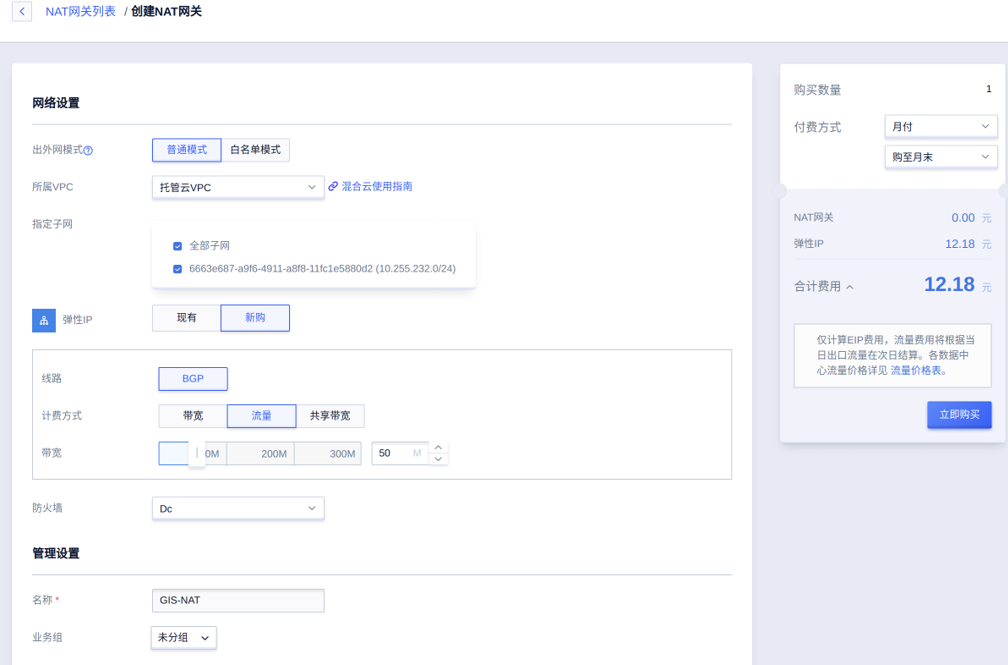 NAT网关列表 / 创建NAT网关
网络设置
出外网模式 普通模式 白名单模式
所属VPC 托管云VPC 混合云使用指南
指定子网
全部子网
6663e687-a9f6-4911-a8f8-11fc1e5880d2 (10.255.232.0/24)
弹性IP 现有 新购
线路 BGP
计费方式 带宽 流量 共享带宽
带宽 0M 200M 300M 50 M
防火墙 Dc
管理设置
名称 * GIS-NAT
业务组 未分组
购买数量 1
付费方式 月付
购至月末
NAT网关 0.00 元
弹性IP 12.18 元
合计费用 12.18 元
仅计算EIP费用，流量费用将根据当
日出口流量在次日结算。各数据中
心流量价格详见 流量价格表。
立即购买